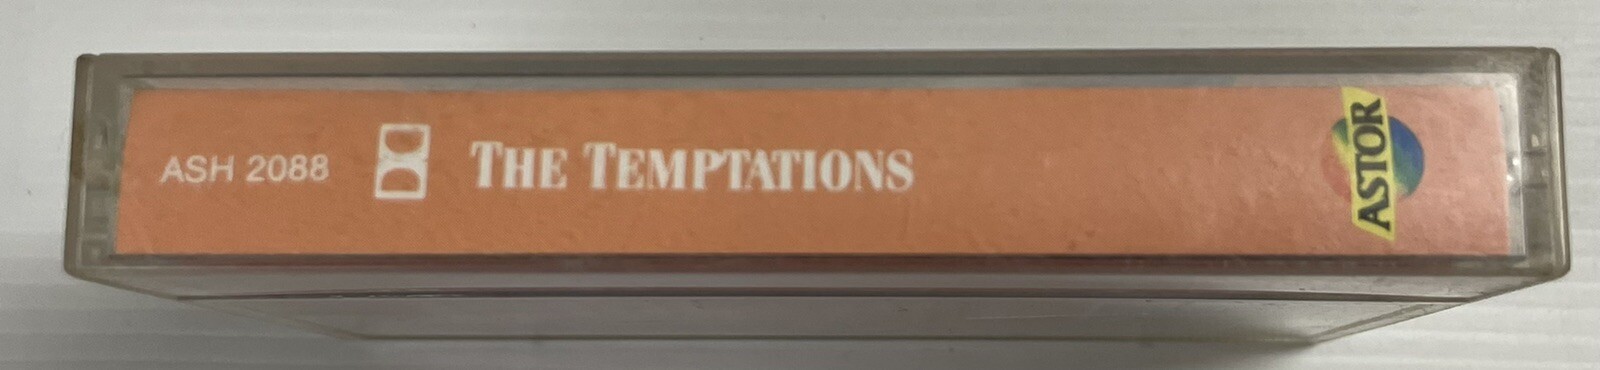 ASH 2088
THE TEMPTATIONS
ASTOR